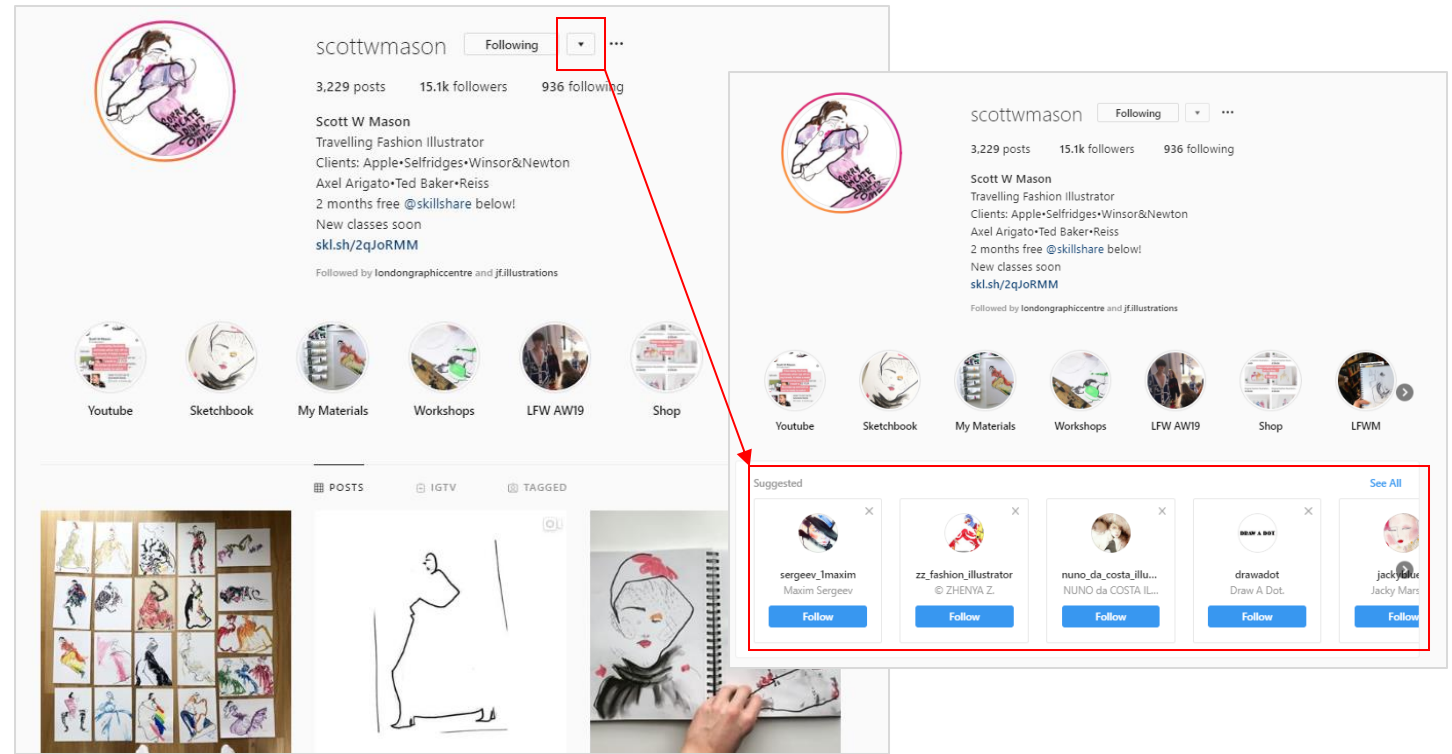 scottwmason Following ▼ •••
3,229 posts 15.1k followers 936 following
Scott W Mason
Travelling Fashion Illustrator
Clients: Apple•Selfridges•Winsor&Newton
Axel Arigato•Ted Baker•Reiss
2 months free @skillshare below!
New classes soon
skl.sh/2qJoRMM
Followed by londongraphiccentre and jf.illustrations
Youtube Sketchbook My Materials Workshops LFW AW19 Shop
POSTS IGTV TAGGED
scottwmason Following ▼ •••
3,229 posts 15.1k followers 936 following
Scott W Mason
Travelling Fashion Illustrator
Clients: Apple•Selfridges•Winsor&Newton
Axel Arigato•Ted Baker•Reiss
2 months free @skillshare below!
New classes soon
skl.sh/2qJoRMM
Followed by londongraphiccentre and jf.illustrations
Youtube Sketchbook My Materials Workshops LFW AW19 Shop LFWM
Suggested See All
DRAW A DOT.
sergeev_1maxim zz_fashion_illustrator nuno_da_costa_illu... drawadot jackyblue
Maxim Sergeev © ZHENYA Z. NUNO da COSTA IL... Draw A Dot. Jacky Mars
Follow Follow Follow Follow Follow